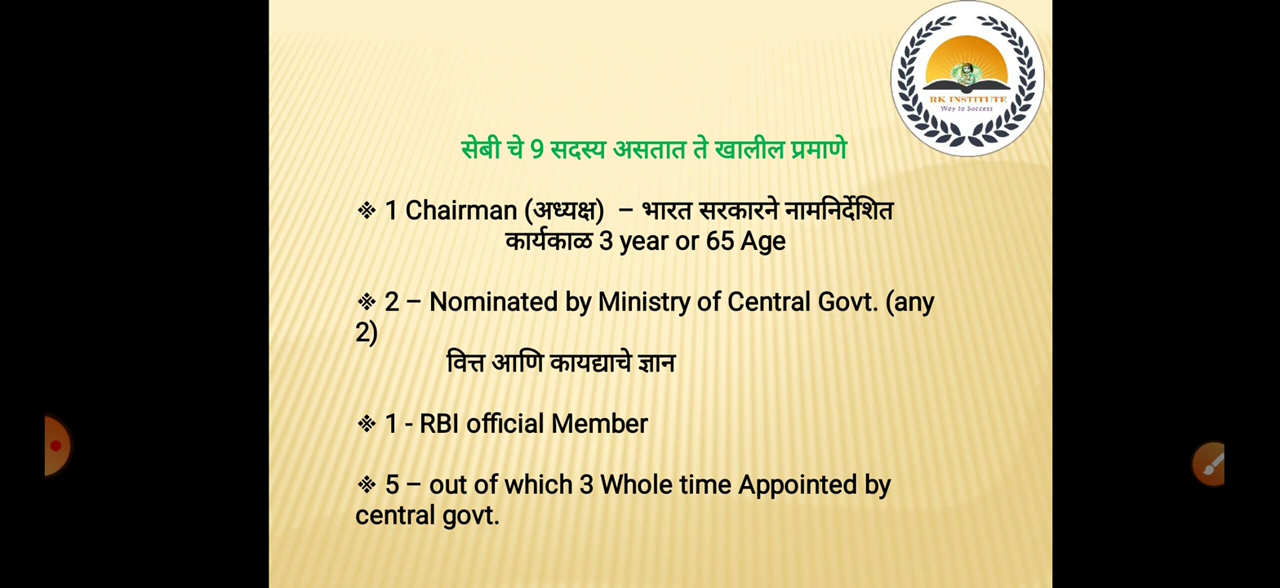 RK INSTITUTE
Way to Success
सेबी चे 9 सदस्य असतात ते खालील प्रमाणे
❖ 1 Chairman (अध्यक्ष) – भारत सरकारने नामनिर्देशित
कार्यकाळ 3 year or 65 Age
❖ 2 – Nominated by Ministry of Central Govt. (any
2)
वित्त आणि कायद्याचे ज्ञान
❖ 1 - RBI official Member
❖ 5 – out of which 3 Whole time Appointed by
central govt.